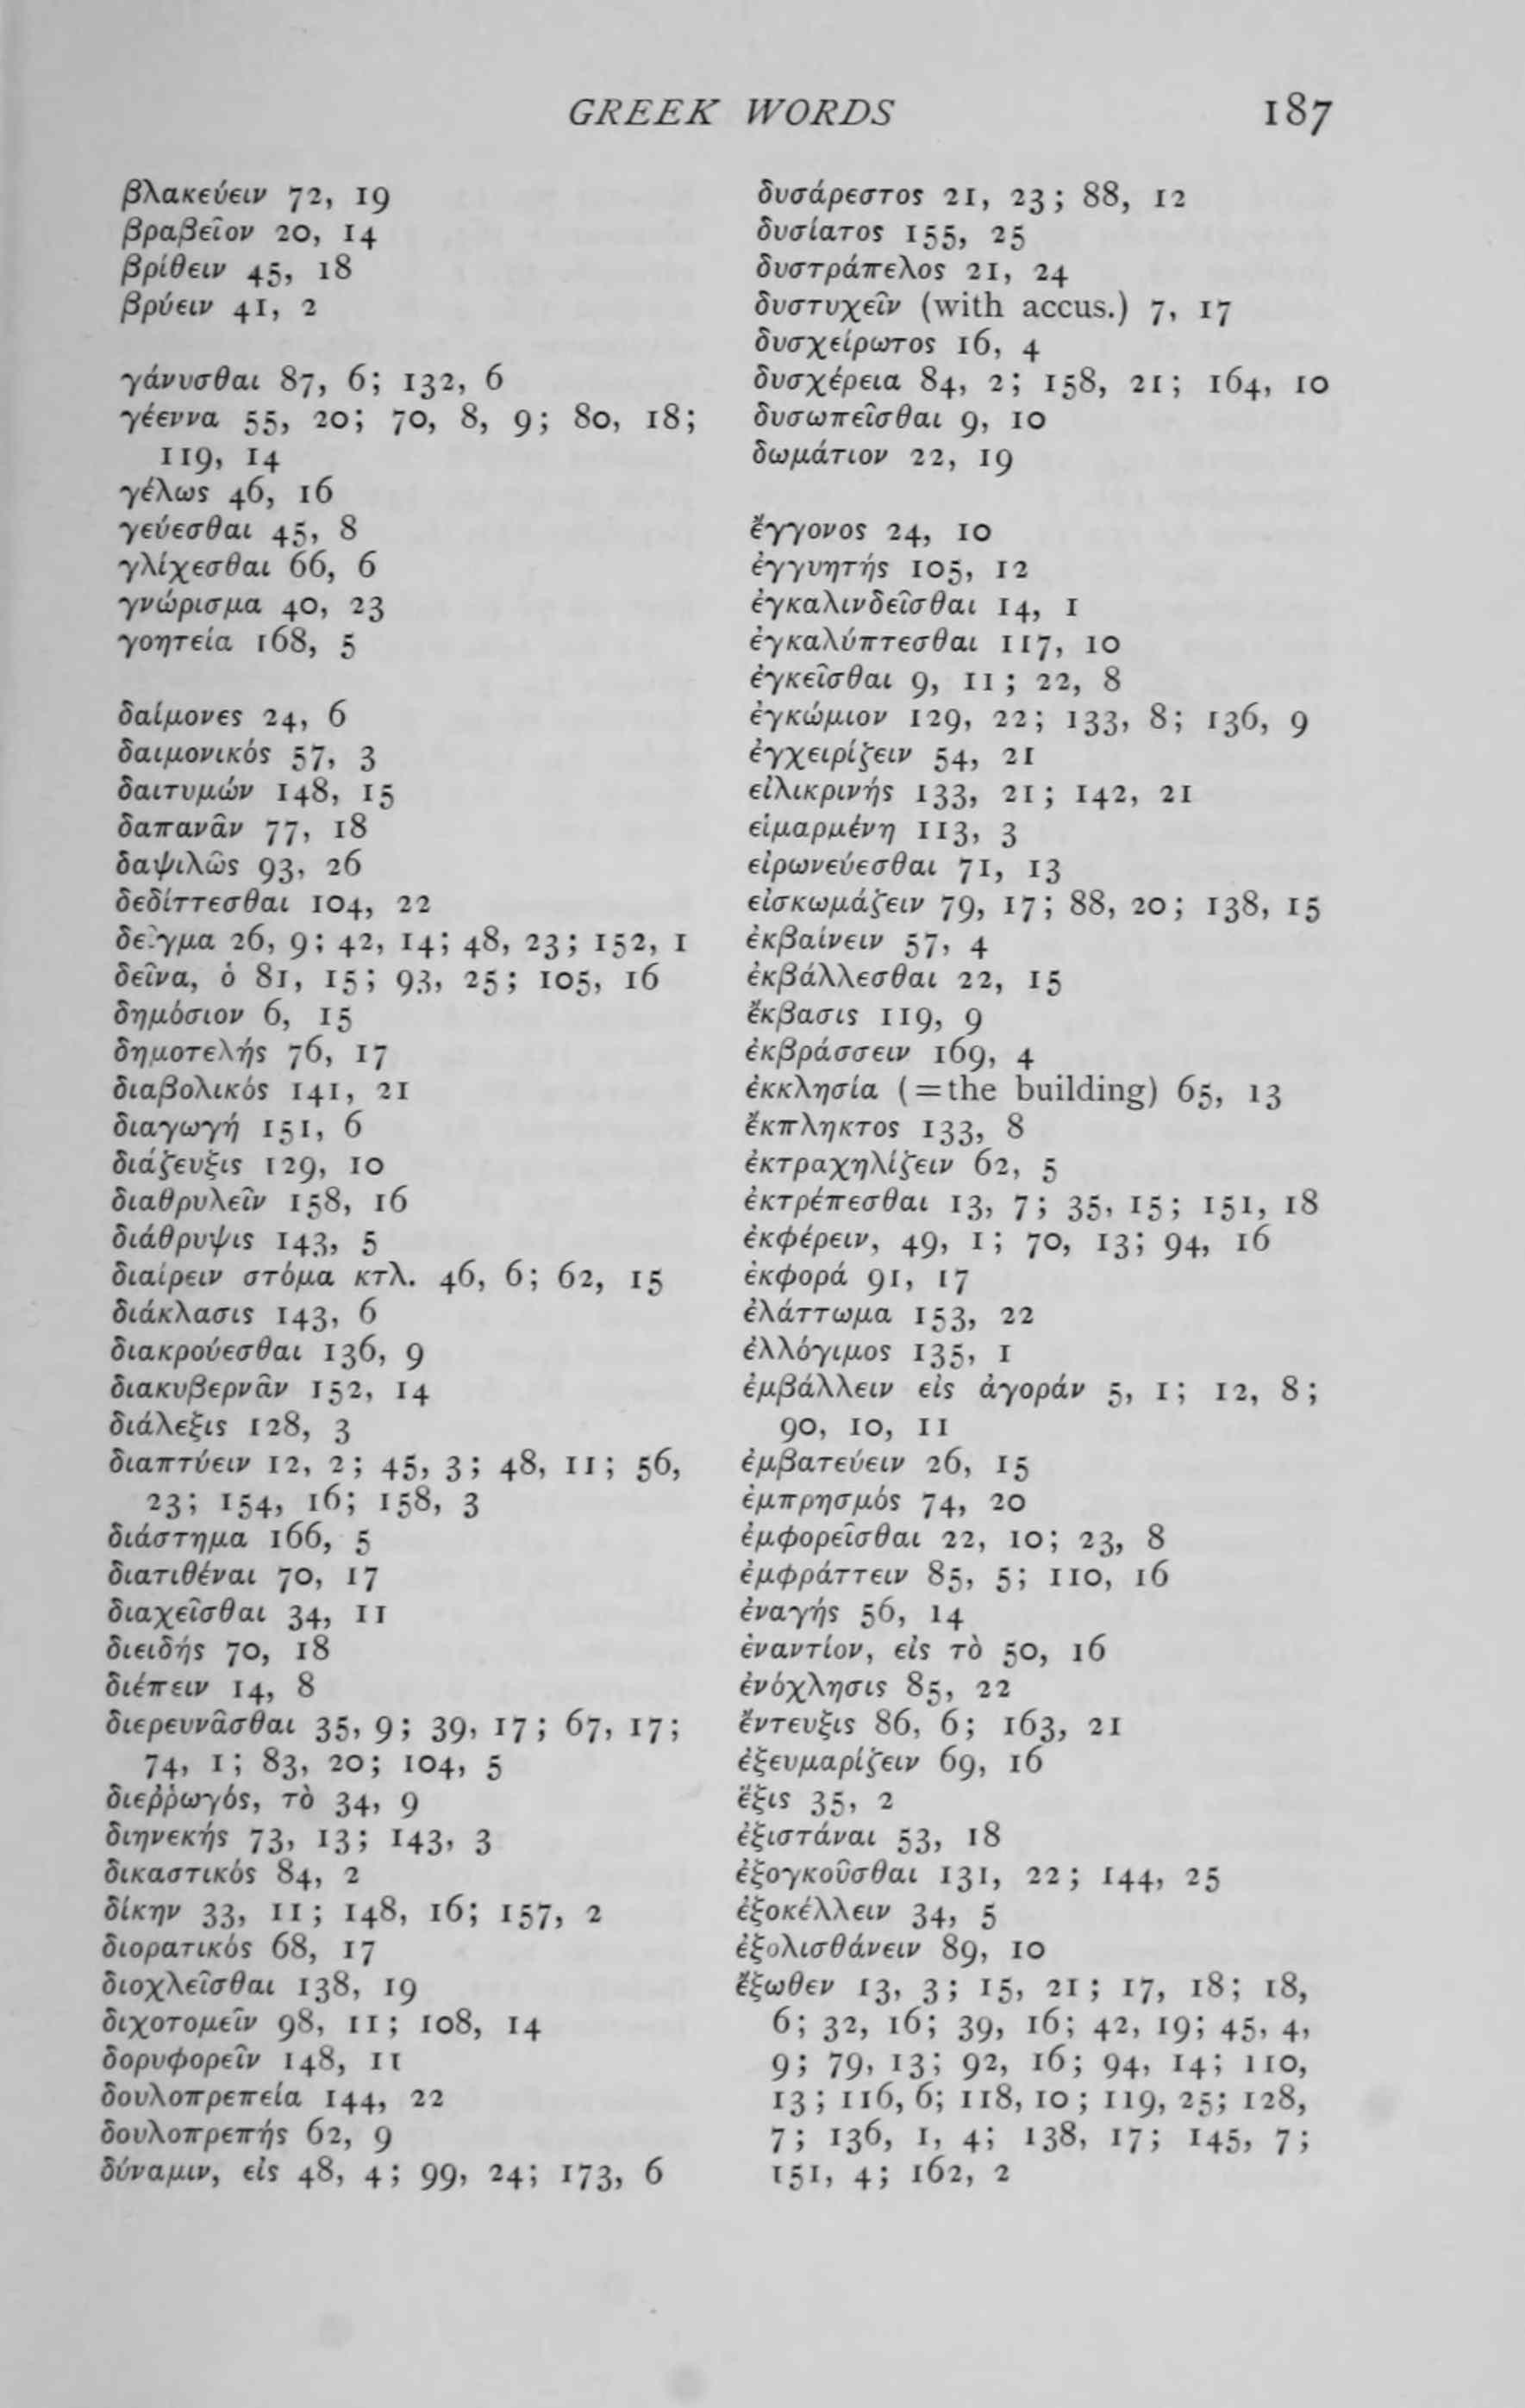 GREEK WORDS 187
βλακεύειν 72, 19
βραβεῖον 20, 14
βρίθειν 45, 18
βρύειν 41, 2
γάνυσθαι 87, 6; 132, 6
γέεννα 55, 20; 70, 8, 9; 80, 18;
119, 14
γέλως 46, 16
γεύεσθαι 45, 8
γλίχεσθαι 66, 6
γνώρισμα 40, 23
γοητεία 168, 5
δαίμονες 24, 6
δαιμονικός 57, 3
δαιτυμών 148, 15
δαπανᾶν 77, 18
δαψιλῶς 93, 26
δεδίττεσθαι 104, 22
δεῖγμα 26, 9; 42, 14; 48, 23; 152, 1
δεῖνα, ὁ 81, 15; 93, 25; 105, 16
δημόσιον 6, 15
δημοτελής 76, 17
διαβολικός 141, 21
διαγωγή 151, 6
διάζευξις 129, 10
διαθρυλεῖν 158, 16
διάθρυψις 143, 5
διαίρειν στόμα κτλ. 46, 6; 62, 15
διάκλασις 143, 6
διακρούεσθαι 136, 9
διακυβερνᾶν 152, 14
διάλεξις 128, 3
διαπτύειν 12, 2; 45, 3; 48, 11; 56,
23; 154, 16; 158, 3
διάστημα 166, 5
διατιθέναι 70, 17
διαχεῖσθαι 34, 11
διειδής 70, 18
διέπειν 14, 8
διερευνᾶσθαι 35, 9; 39, 17; 67, 17;
74, 1; 83, 20; 104, 5
διεῤῥωγός, τὸ 34, 9
διηνεκής 73, 13; 143, 3
δικαστικός 84, 2
δίκην 33, 11; 148, 16; 157, 2
διορατικός 68, 17
διοχλεῖσθαι 138, 19
διχοτομεῖν 98, 11; 108, 14
δορυφορεῖν 148, 11
δουλοπρεπεία 144, 22
δουλοπρεπής 62, 9
δύναμιν, εἰς 48, 4; 99, 24; 173, 6
δυσάρεστος 21, 23; 88, 12
δυσίατος 155, 25
δυστράπελος 21, 24
δυστυχεῖν (with accus.) 7, 17
δυσχείρωτος 16, 4
δυσχέρεια 84, 2; 158, 21; 164, 10
δυσωπεῖσθαι 9, 10
δωμάτιον 22, 19
ἔγγονος 24, 10
ἐγγυητής 105, 12
ἐγκαλινδεῖσθαι 14, 1
ἐγκαλύπτεσθαι 117, 10
ἐγκεῖσθαι 9, 11; 22, 8
ἐγκώμιον 129, 22; 133, 8; 136, 9
ἐγχειρίζειν 54, 21
εἰλικρινής 133, 21; 142, 21
εἱμαρμένη 113, 3
εἰρωνεύεσθαι 71, 13
εἰσκωμάζειν 79, 17; 88, 20; 138, 15
ἐκβαίνειν 57, 4
ἐκβάλλεσθαι 22, 15
ἔκβασις 119, 9
ἐκβράσσειν 169, 4
ἐκκλησία (=the building) 65, 13
ἔκπληκτος 133, 8
ἐκτραχηλίζειν 62, 5
ἐκτρέπεσθαι 13, 7; 35, 15; 151, 18
ἐκφέρειν, 49, 1; 70, 13; 94, 16
ἐκφορά 91, 17
ἐλάττωμα 153, 22
ἐλλόγιμος 135, 1
ἐμβάλλειν εἰς ἀγοράν 5, 1; 12, 8;
90, 10, 11
ἐμβατεύειν 26, 15
ἐμπρησμός 74, 20
ἐμφορεῖσθαι 22, 10; 23, 8
ἐμφράττειν 85, 5; 110, 16
ἐναγής 56, 14
ἐναντίον, εἰς τὸ 50, 16
ἐνόχλησις 85, 22
ἔντευξις 86, 6; 163, 21
ἐξευμαρίζειν 69, 16
ἕξις 35, 2
ἐξιστάναι 53, 18
ἐξογκοῦσθαι 131, 22; 144, 25
ἐξοκέλλειν 34, 5
ἐξολισθάνειν 89, 10
ἔξωθεν 13, 3; 15, 21; 17, 18; 18,
6; 32, 16; 39, 16; 42, 19; 45, 4,
9; 79, 13; 92, 16; 94, 14; 110,
13; 116, 6; 118, 10; 119, 25; 128,
7; 136, 1, 4; 138, 17; 145, 7;
151, 4; 162, 2